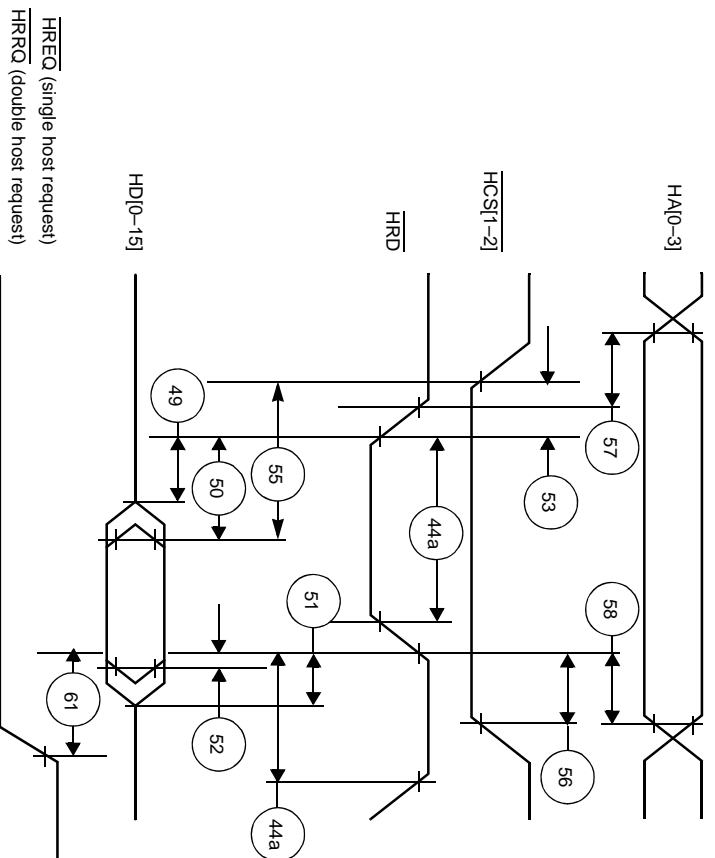 HA[0–3]
57
58
HCS[1–2]
53
56
HRD
44a
55
51
44a
49
50
52
HD[0–15]
61
HREQ (single host request)
HRRQ (double host request)